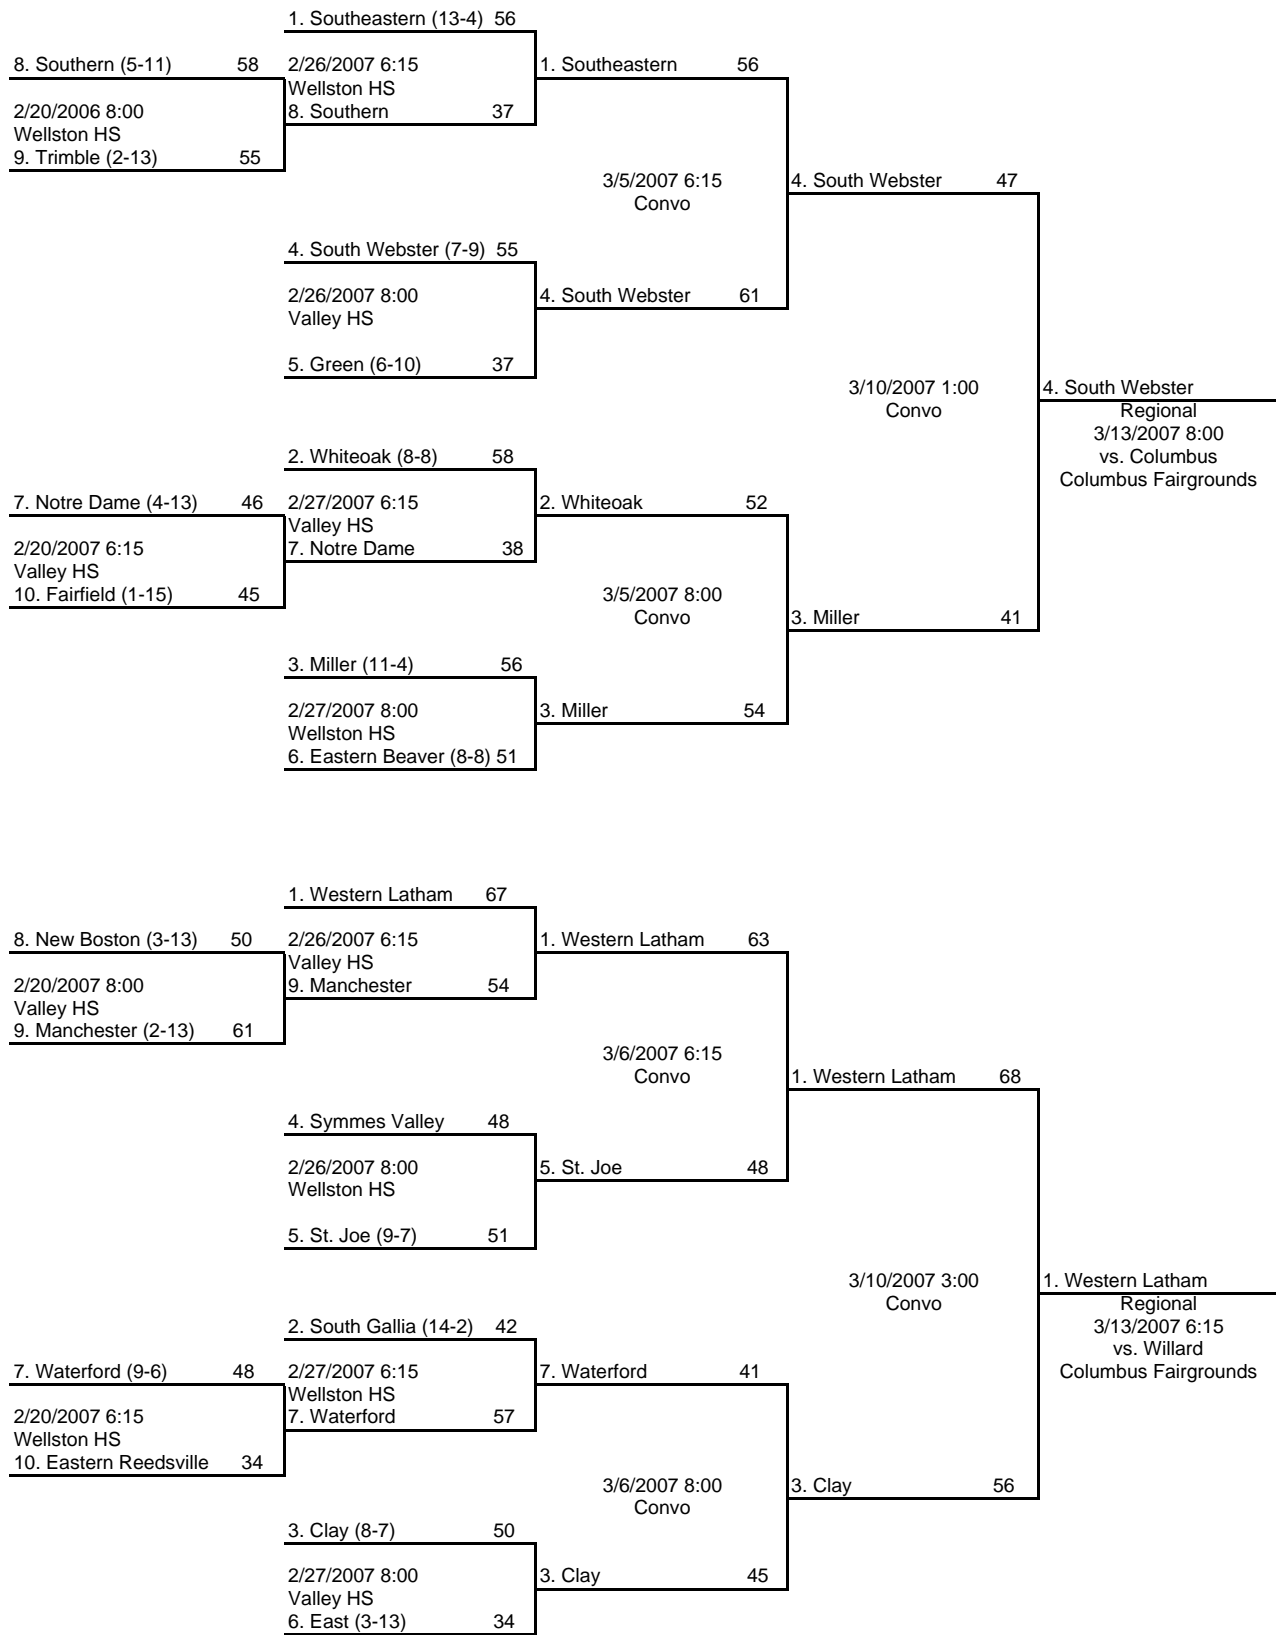 1. Southeastern (13-4) 56
8. Southern (5-11) 58
2/26/2007 6:15
1. Southeastern 56
Wellston HS
2/20/2006 8:00
8. Southern 37
Wellston HS
9. Trimble (2-13) 55
3/5/2007 6:15
4. South Webster 47
Convo
4. South Webster (7-9) 55
2/26/2007 8:00
4. South Webster 61
Valley HS
5. Green (6-10) 37
3/10/2007 1:00
4. South Webster
Convo
Regional
3/13/2007 8:00
vs. Columbus
Columbus Fairgrounds
2. Whiteoak (8-8) 58
7. Notre Dame (4-13) 46
2/27/2007 6:15
2. Whiteoak 52
Valley HS
2/20/2007 6:15
7. Notre Dame 38
Valley HS
10. Fairfield (1-15) 45
3/5/2007 8:00
Convo
3. Miller 41
3. Miller (11-4) 56
2/27/2007 8:00
3. Miller 54
Wellston HS
6. Eastern Beaver (8-8) 51
1. Western Latham 67
8. New Boston (3-13) 50
2/26/2007 6:15
1. Western Latham 63
Valley HS
2/20/2007 8:00
9. Manchester 54
Valley HS
9. Manchester (2-13) 61
3/6/2007 6:15
Convo
1. Western Latham 68
4. Symmes Valley 48
2/26/2007 8:00
5. St. Joe 48
Wellston HS
5. St. Joe (9-7) 51
3/10/2007 3:00
1. Western Latham
Convo
Regional
3/13/2007 6:15
vs. Willard
Columbus Fairgrounds
2. South Gallia (14-2) 42
7. Waterford (9-6) 48
2/27/2007 6:15
7. Waterford 41
Wellston HS
2/20/2007 6:15
7. Waterford 57
Wellston HS
10. Eastern Reedsville 34
3/6/2007 8:00
3. Clay 56
Convo
3. Clay (8-7) 50
2/27/2007 8:00
3. Clay 45
Valley HS
6. East (3-13) 34